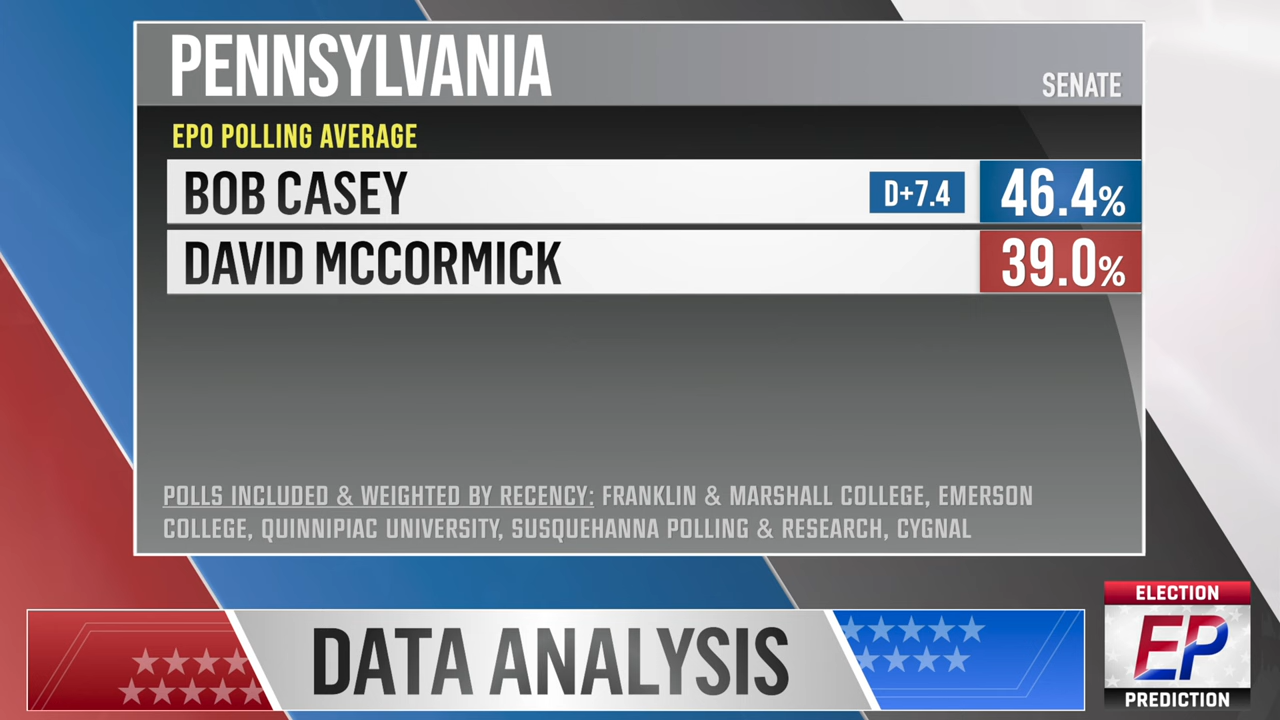 PENNSYLVANIA
SENATE
EPO POLLING AVERAGE
BOB CASEY D+7.4 46.4%
DAVID MCCORMICK 39.0%
POLLS INCLUDED & WEIGHTED BY RECENCY: FRANKLIN & MARSHALL COLLEGE, EMERSON
COLLEGE, QUINNIPIAC UNIVERSITY, SUSQUEHANNA POLLING & RESEARCH, CYGNAL
DATA ANALYSIS
ELECTION
EP
PREDICTION